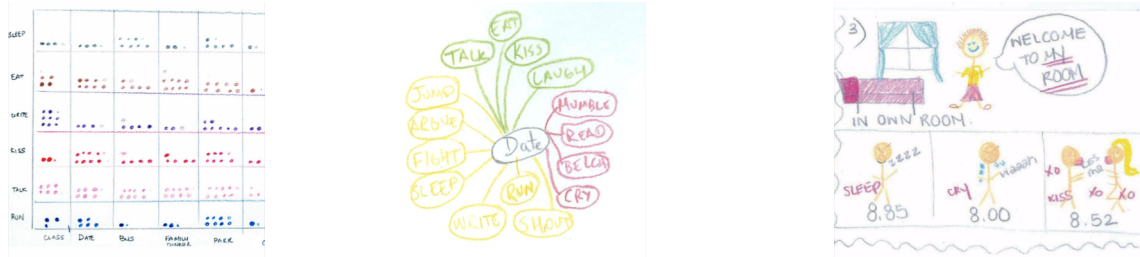 SLEEP
EAT
WRITE
KISS
TALK
RUN
CLASS DATE BUS FAMILY DINNER PARK
EAT
TALK KISS
LAUGH
JUMP
ARGUE
FIGHT
SLEEP
Date
MUMBLE
READ
BELCH
CRY
RUN
WRITE SHOUT
3)
WELCOME
TO MY
ROOM
IN OWN ROOM.
ZZZZ
SLEEP
8.85
CRY
8.00
XO
KISS
XO XO
8.52